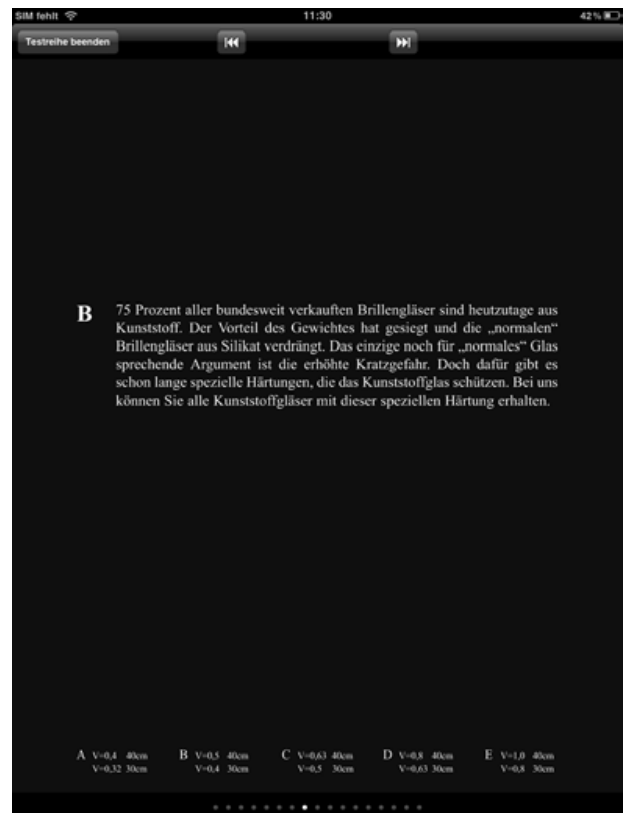 SIM fehlt 11:30 42 %
Testreihe beenden
B 75 Prozent aller bundesweit verkauften Brillengläser sind heutzutage aus
Kunststoff. Der Vorteil des Gewichtes hat gesiegt und die „normalen“
Brillengläser aus Silikat verdrängt. Das einzige noch für „normales“ Glas
sprechende Argument ist die erhöhte Kratzgefahr. Doch dafür gibt es
schon lange spezielle Härtungen, die das Kunststoffglas schützen. Bei uns
können Sie alle Kunststoffgläser mit dieser speziellen Härtung erhalten.
A V=0,4 40cm B V=0,5 40cm C V=0,63 40cm D V=0,8 40cm E V=1,0 40cm
V=0,32 30cm V=0,4 30cm V=0,5 30cm V=0,63 30cm V=0,8 30cm